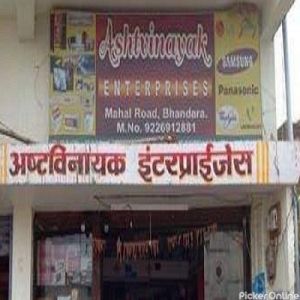 Ashtvinayak
ENTERPRISES
Mahal Road, Bhandara.
M.No. 9226912881
SAMSUNG
Panasonic
अष्टविनायक इंटरप्राईजेस
PickerOnline